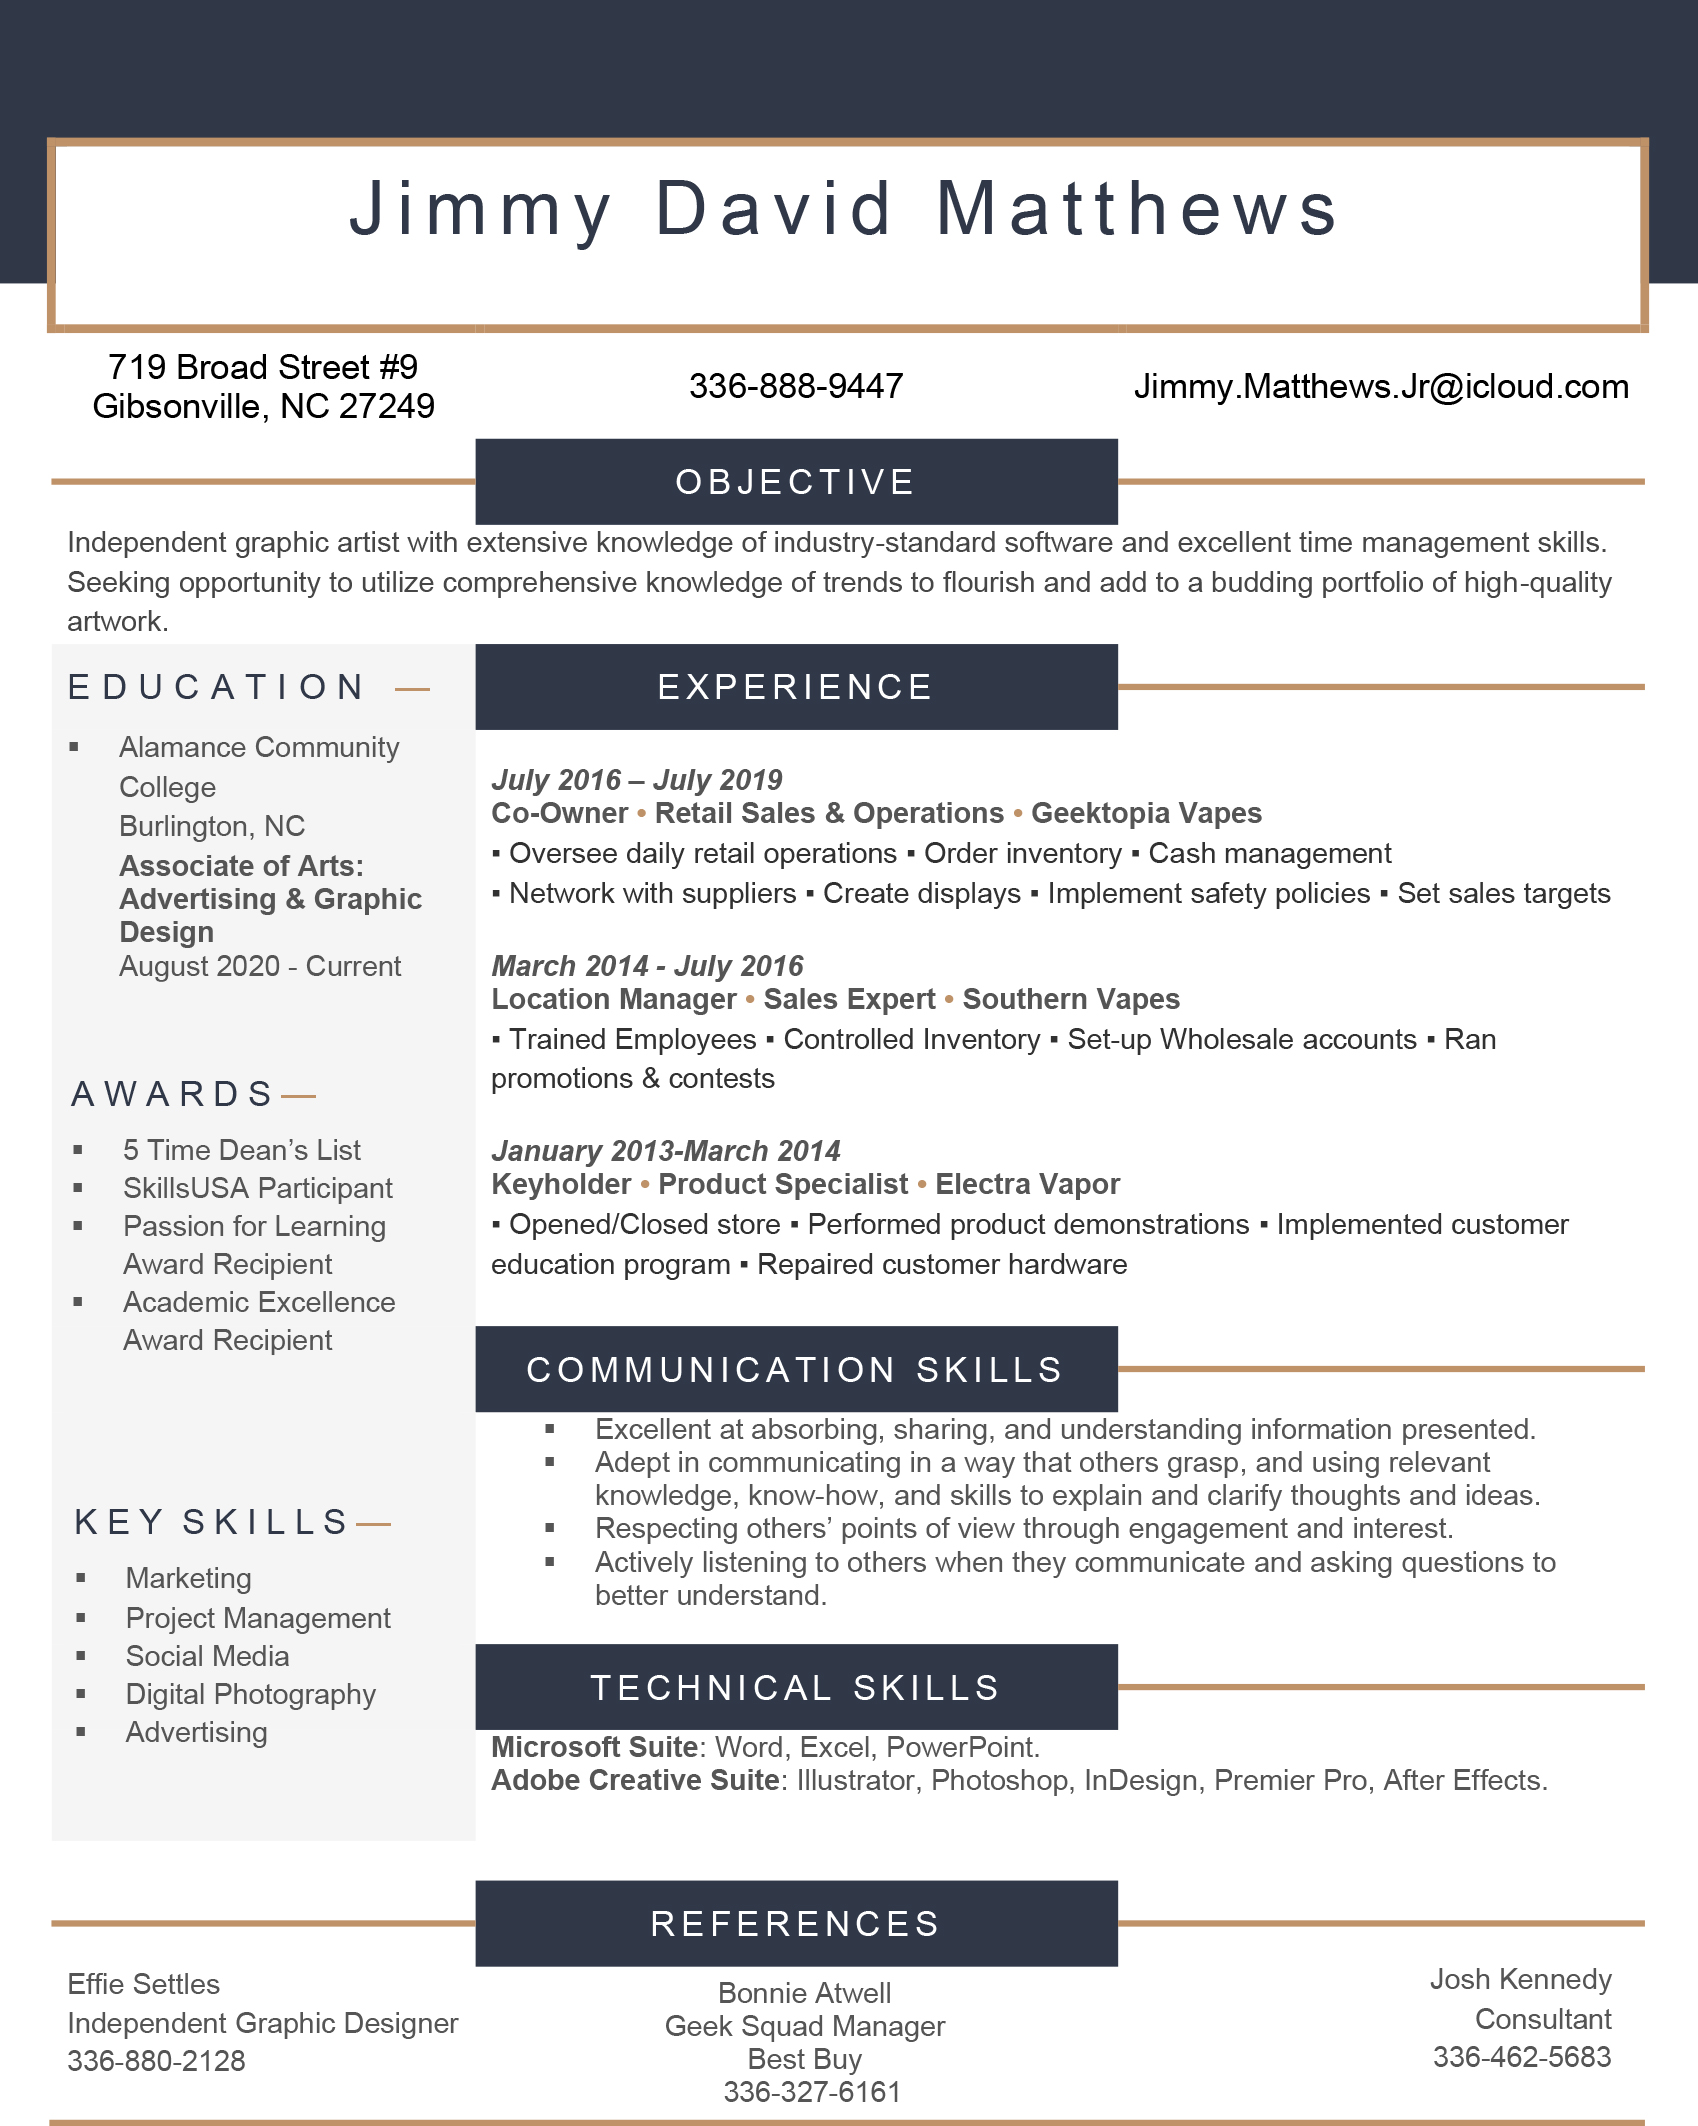 Jimmy David Matthews
719 Broad Street #9
Gibsonville, NC 27249
336-888-9447
Jimmy.Matthews.Jr@icloud.com
OBJECTIVE
Independent graphic artist with extensive knowledge of industry-standard software and excellent time management skills.
Seeking opportunity to utilize comprehensive knowledge of trends to flourish and add to a budding portfolio of high-quality
artwork.
EDUCATION —
▪ Alamance Community
College
Burlington, NC
Associate of Arts:
Advertising & Graphic
Design
August 2020 - Current
AWARDS—
▪ 5 Time Dean’s List
▪ SkillsUSA Participant
▪ Passion for Learning
Award Recipient
▪ Academic Excellence
Award Recipient
KEY SKILLS—
▪ Marketing
▪ Project Management
▪ Social Media
▪ Digital Photography
▪ Advertising
EXPERIENCE
July 2016 – July 2019
Co-Owner • Retail Sales & Operations • Geektopia Vapes
▪ Oversee daily retail operations ▪ Order inventory ▪ Cash management
▪ Network with suppliers ▪ Create displays ▪ Implement safety policies ▪ Set sales targets
March 2014 - July 2016
Location Manager • Sales Expert • Southern Vapes
▪ Trained Employees ▪ Controlled Inventory ▪ Set-up Wholesale accounts ▪ Ran
promotions & contests
January 2013-March 2014
Keyholder • Product Specialist • Electra Vapor
▪ Opened/Closed store ▪ Performed product demonstrations ▪ Implemented customer
education program ▪ Repaired customer hardware
COMMUNICATION SKILLS
▪ Excellent at absorbing, sharing, and understanding information presented.
▪ Adept in communicating in a way that others grasp, and using relevant
knowledge, know-how, and skills to explain and clarify thoughts and ideas.
▪ Respecting others’ points of view through engagement and interest.
▪ Actively listening to others when they communicate and asking questions to
better understand.
TECHNICAL SKILLS
Microsoft Suite: Word, Excel, PowerPoint.
Adobe Creative Suite: Illustrator, Photoshop, InDesign, Premier Pro, After Effects.
REFERENCES
Effie Settles
Independent Graphic Designer
336-880-2128
Bonnie Atwell
Geek Squad Manager
Best Buy
336-327-6161
Josh Kennedy
Consultant
336-462-5683